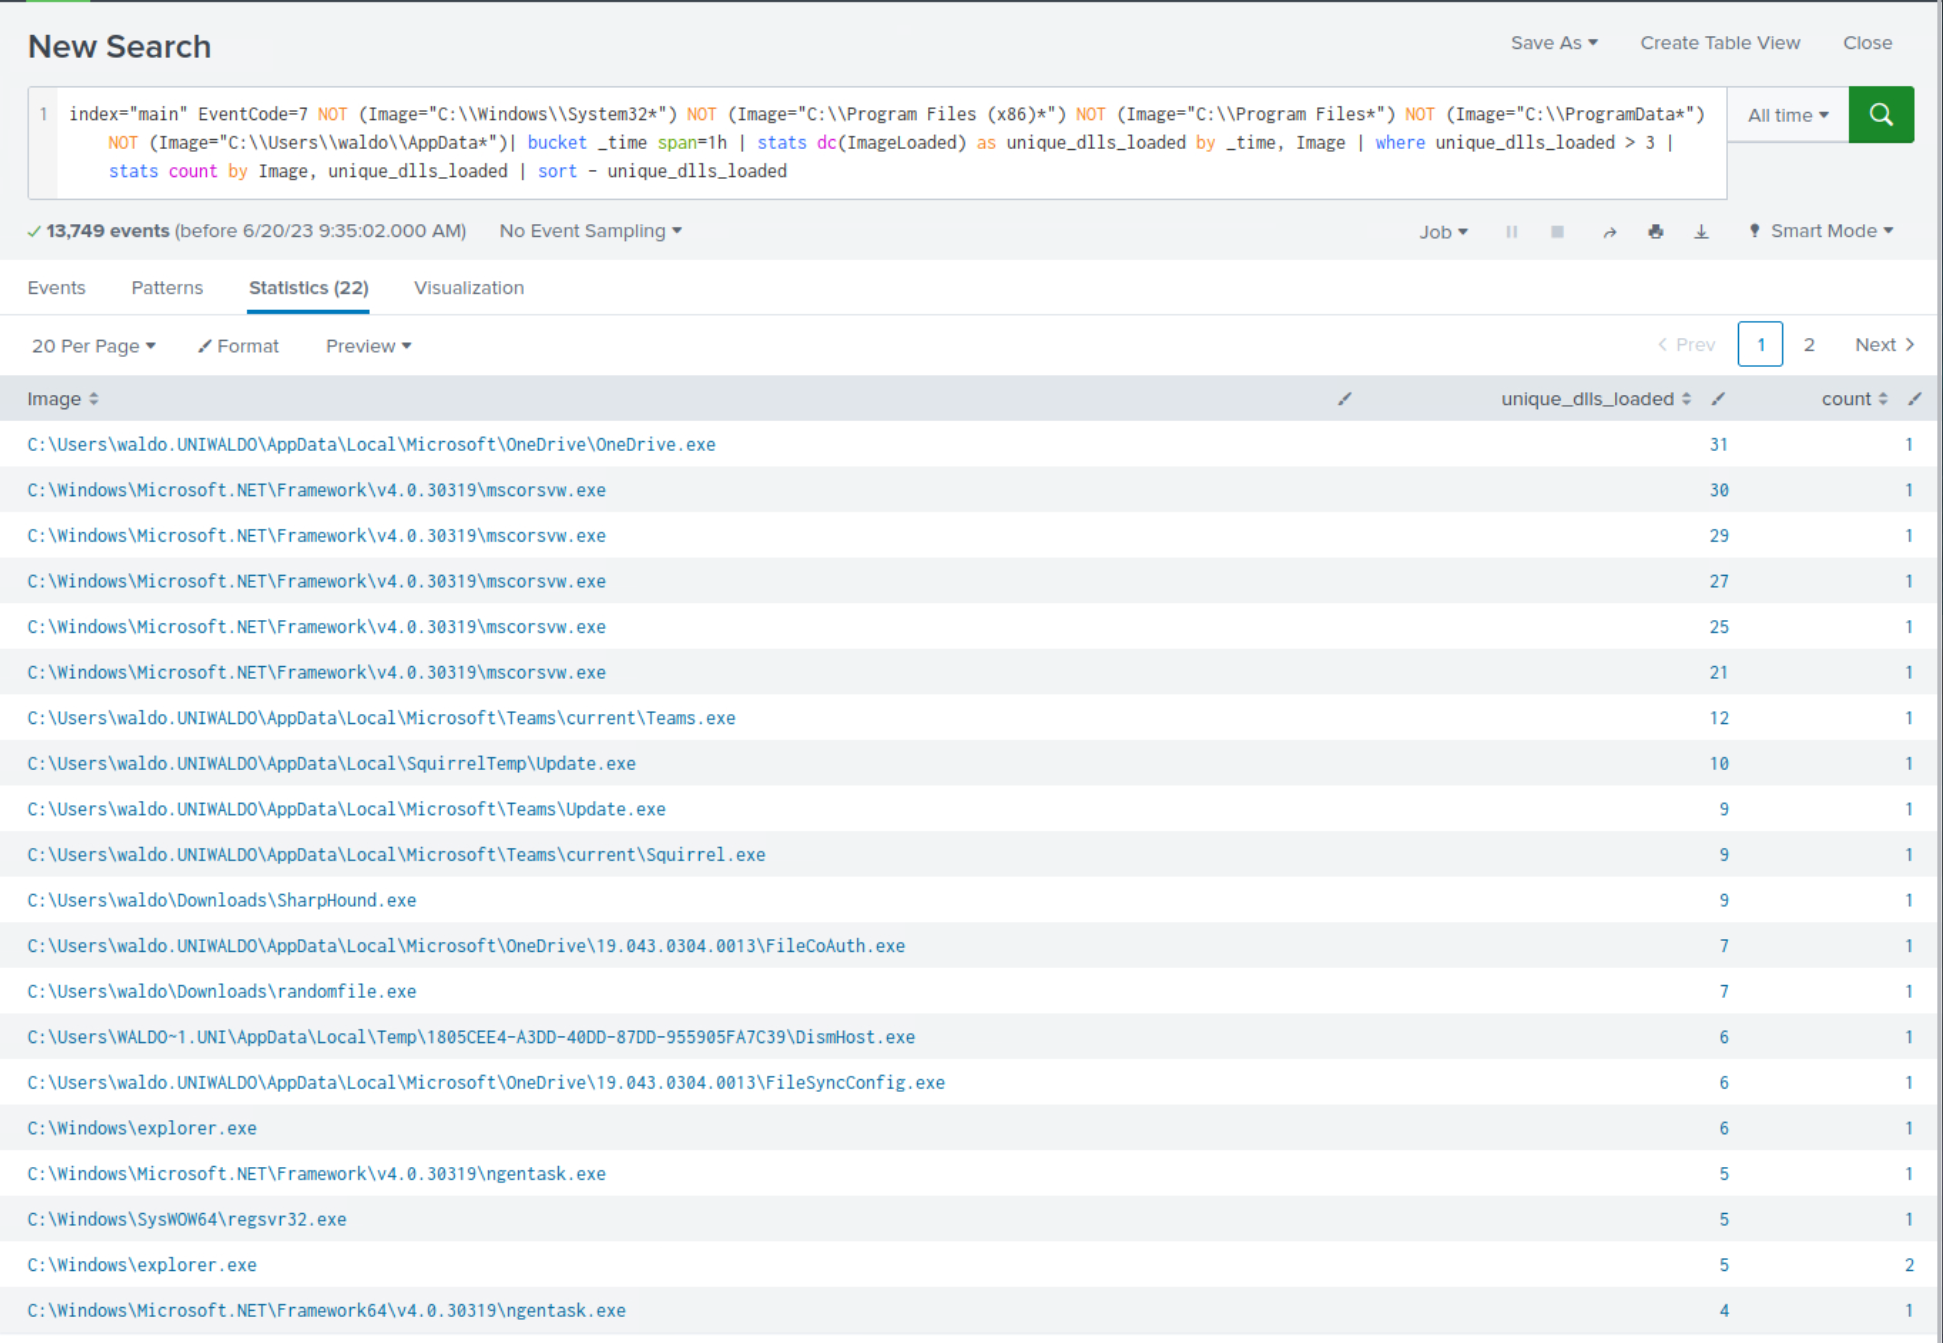 New Search
Save As Create Table View Close
1 index="main" EventCode=7 NOT (Image="C:\\Windows\\System32*") NOT (Image="C:\\Program Files (x86)*") NOT (Image="C:\\Program Files*") NOT (Image="C:\\ProgramData*")
NOT (Image="C:\\Users\\waldo\\AppData*")| bucket _time span=1h | stats dc(ImageLoaded) as unique_dlls_loaded by _time, Image | where unique_dlls_loaded > 3 |
stats count by Image, unique_dlls_loaded | sort - unique_dlls_loaded
All time
13,749 events (before 6/20/23 9:35:02.000 AM) No Event Sampling Job Smart Mode
Events Patterns Statistics (22) Visualization
20 Per Page Format Preview Prev 1 2 Next
Image unique_dlls_loaded count
C:\Users\waldo.UNIWALDO\AppData\Local\Microsoft\OneDrive\OneDrive.exe 31 1
C:\Windows\Microsoft.NET\Framework\v4.0.30319\mscorsvw.exe 30 1
C:\Windows\Microsoft.NET\Framework\v4.0.30319\mscorsvw.exe 29 1
C:\Windows\Microsoft.NET\Framework\v4.0.30319\mscorsvw.exe 27 1
C:\Windows\Microsoft.NET\Framework\v4.0.30319\mscorsvw.exe 25 1
C:\Windows\Microsoft.NET\Framework\v4.0.30319\mscorsvw.exe 21 1
C:\Users\waldo.UNIWALDO\AppData\Local\Microsoft\Teams\current\Teams.exe 12 1
C:\Users\waldo.UNIWALDO\AppData\Local\SquirrelTemp\Update.exe 10 1
C:\Users\waldo.UNIWALDO\AppData\Local\Microsoft\Teams\Update.exe 9 1
C:\Users\waldo.UNIWALDO\AppData\Local\Microsoft\Teams\current\Squirrel.exe 9 1
C:\Users\waldo\Downloads\SharpHound.exe 9 1
C:\Users\waldo.UNIWALDO\AppData\Local\Microsoft\OneDrive\19.043.0304.0013\FileCoAuth.exe 7 1
C:\Users\waldo\Downloads\randomfile.exe 7 1
C:\Users\WALDO~1.UNI\AppData\Local\Temp\1805CEE4-A3DD-40DD-87DD-955905FA7C39\DismHost.exe 6 1
C:\Users\waldo.UNIWALDO\AppData\Local\Microsoft\OneDrive\19.043.0304.0013\FileSyncConfig.exe 6 1
C:\Windows\explorer.exe 6 1
C:\Windows\Microsoft.NET\Framework\v4.0.30319\ngentask.exe 5 1
C:\Windows\SysWOW64\regsvr32.exe 5 1
C:\Windows\explorer.exe 5 2
C:\Windows\Microsoft.NET\Framework64\v4.0.30319\ngentask.exe 4 1